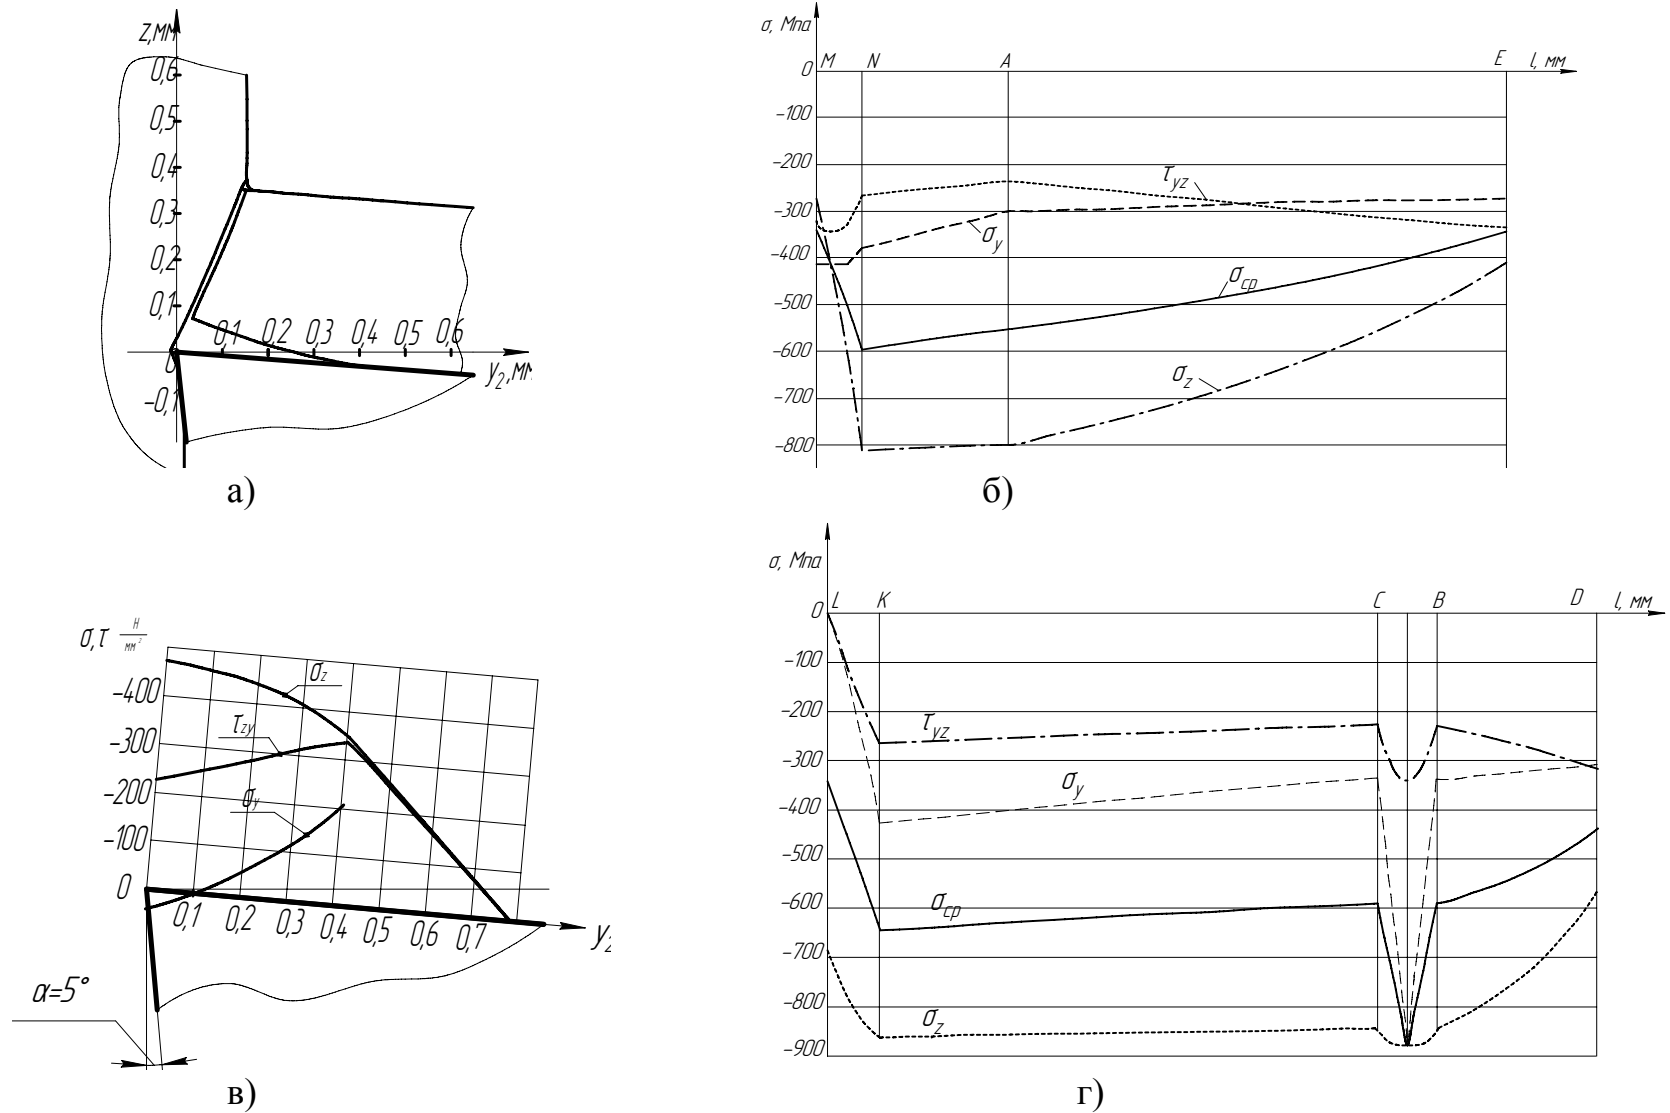 z,мм
0,6
0,5
0,4
0,3
0,2
0,1
0
-0,1
0,1 0,2 0,3 0,4 0,5 0,6
y₂,мм
а)
σ, Мпа
M N A E l, мм
0
-100
-200
-300
-400
-500
-600
-700
-800
τyz
σy
σср
σz
б)
σ,τ н/мм²
-400
-300
-200
-100
0
σz
τzy
σy
0,1 0,2 0,3 0,4 0,5 0,6 0,7
y₂
α=5°
в)
σ, Мпа
L K C B D l, мм
0
-100
-200
-300
-400
-500
-600
-700
-800
-900
τyz
σy
σср
σz
г)